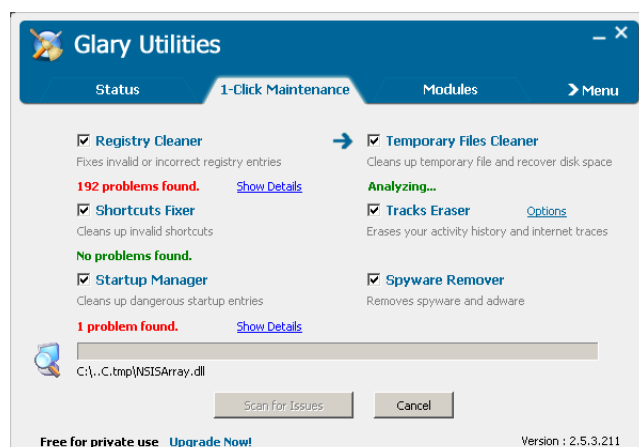 Glary Utilities
Status
1-Click Maintenance
Modules
Menu
Registry Cleaner
Fixes invalid or incorrect registry entries
192 problems found.
Show Details
Shortcuts Fixer
Cleans up invalid shortcuts
No problems found.
Startup Manager
Cleans up dangerous startup entries
1 problem found.
Show Details
Temporary Files Cleaner
Cleans up temporary file and recover disk space
Analyzing...
Tracks Eraser
Options
Erases your activity history and internet traces
Spyware Remover
Removes spyware and adware
C:\..C.tmp\NSISArray.dll
Scan for Issues
Cancel
Free for private use
Upgrade Now!
Version : 2.5.3.211